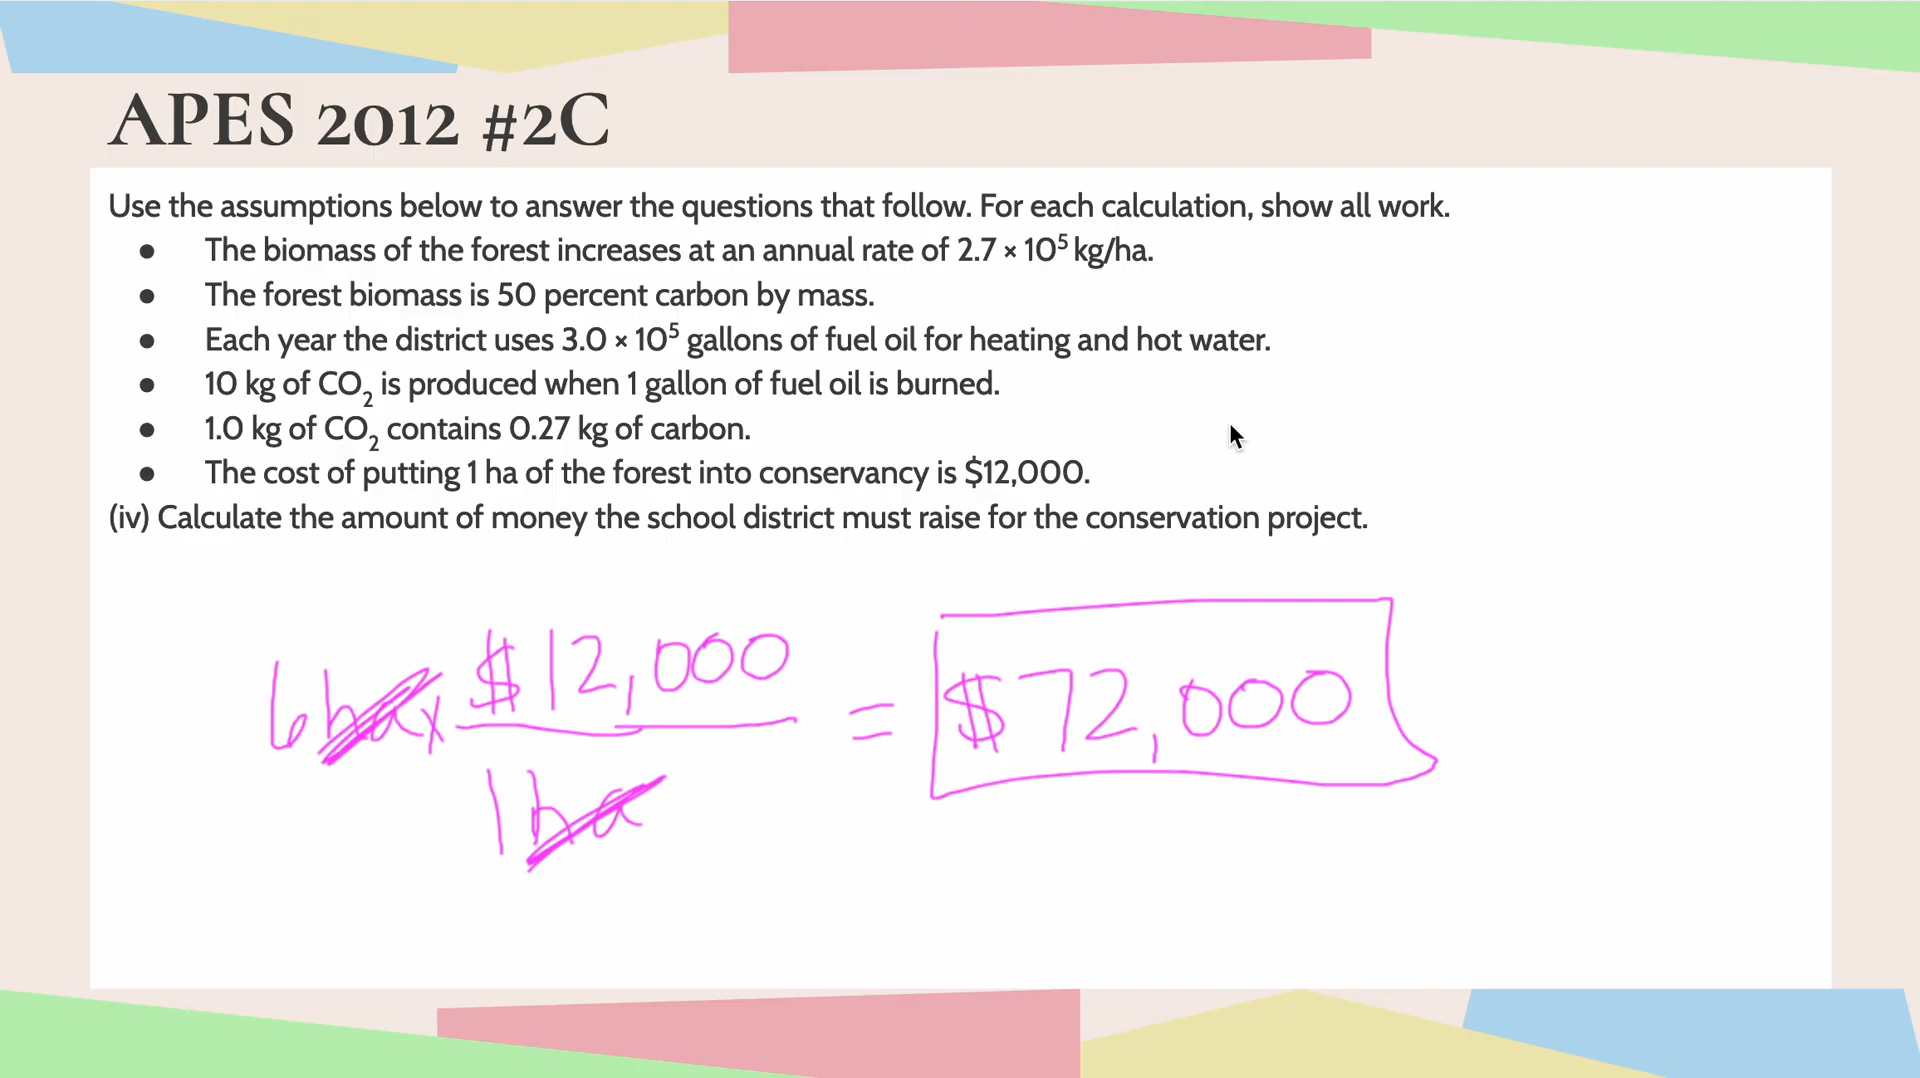 APES 2012 #2C
Use the assumptions below to answer the questions that follow. For each calculation, show all work.
● The biomass of the forest increases at an annual rate of 2.7 × 10⁵ kg/ha.
● The forest biomass is 50 percent carbon by mass.
● Each year the district uses 3.0 × 10⁵ gallons of fuel oil for heating and hot water.
● 10 kg of CO₂ is produced when 1 gallon of fuel oil is burned.
● 1.0 kg of CO₂ contains 0.27 kg of carbon.
● The cost of putting 1 ha of the forest into conservancy is $12,000.
(iv) Calculate the amount of money the school district must raise for the conservation project.
$12,000
6 ha x = $72,000
1 ha